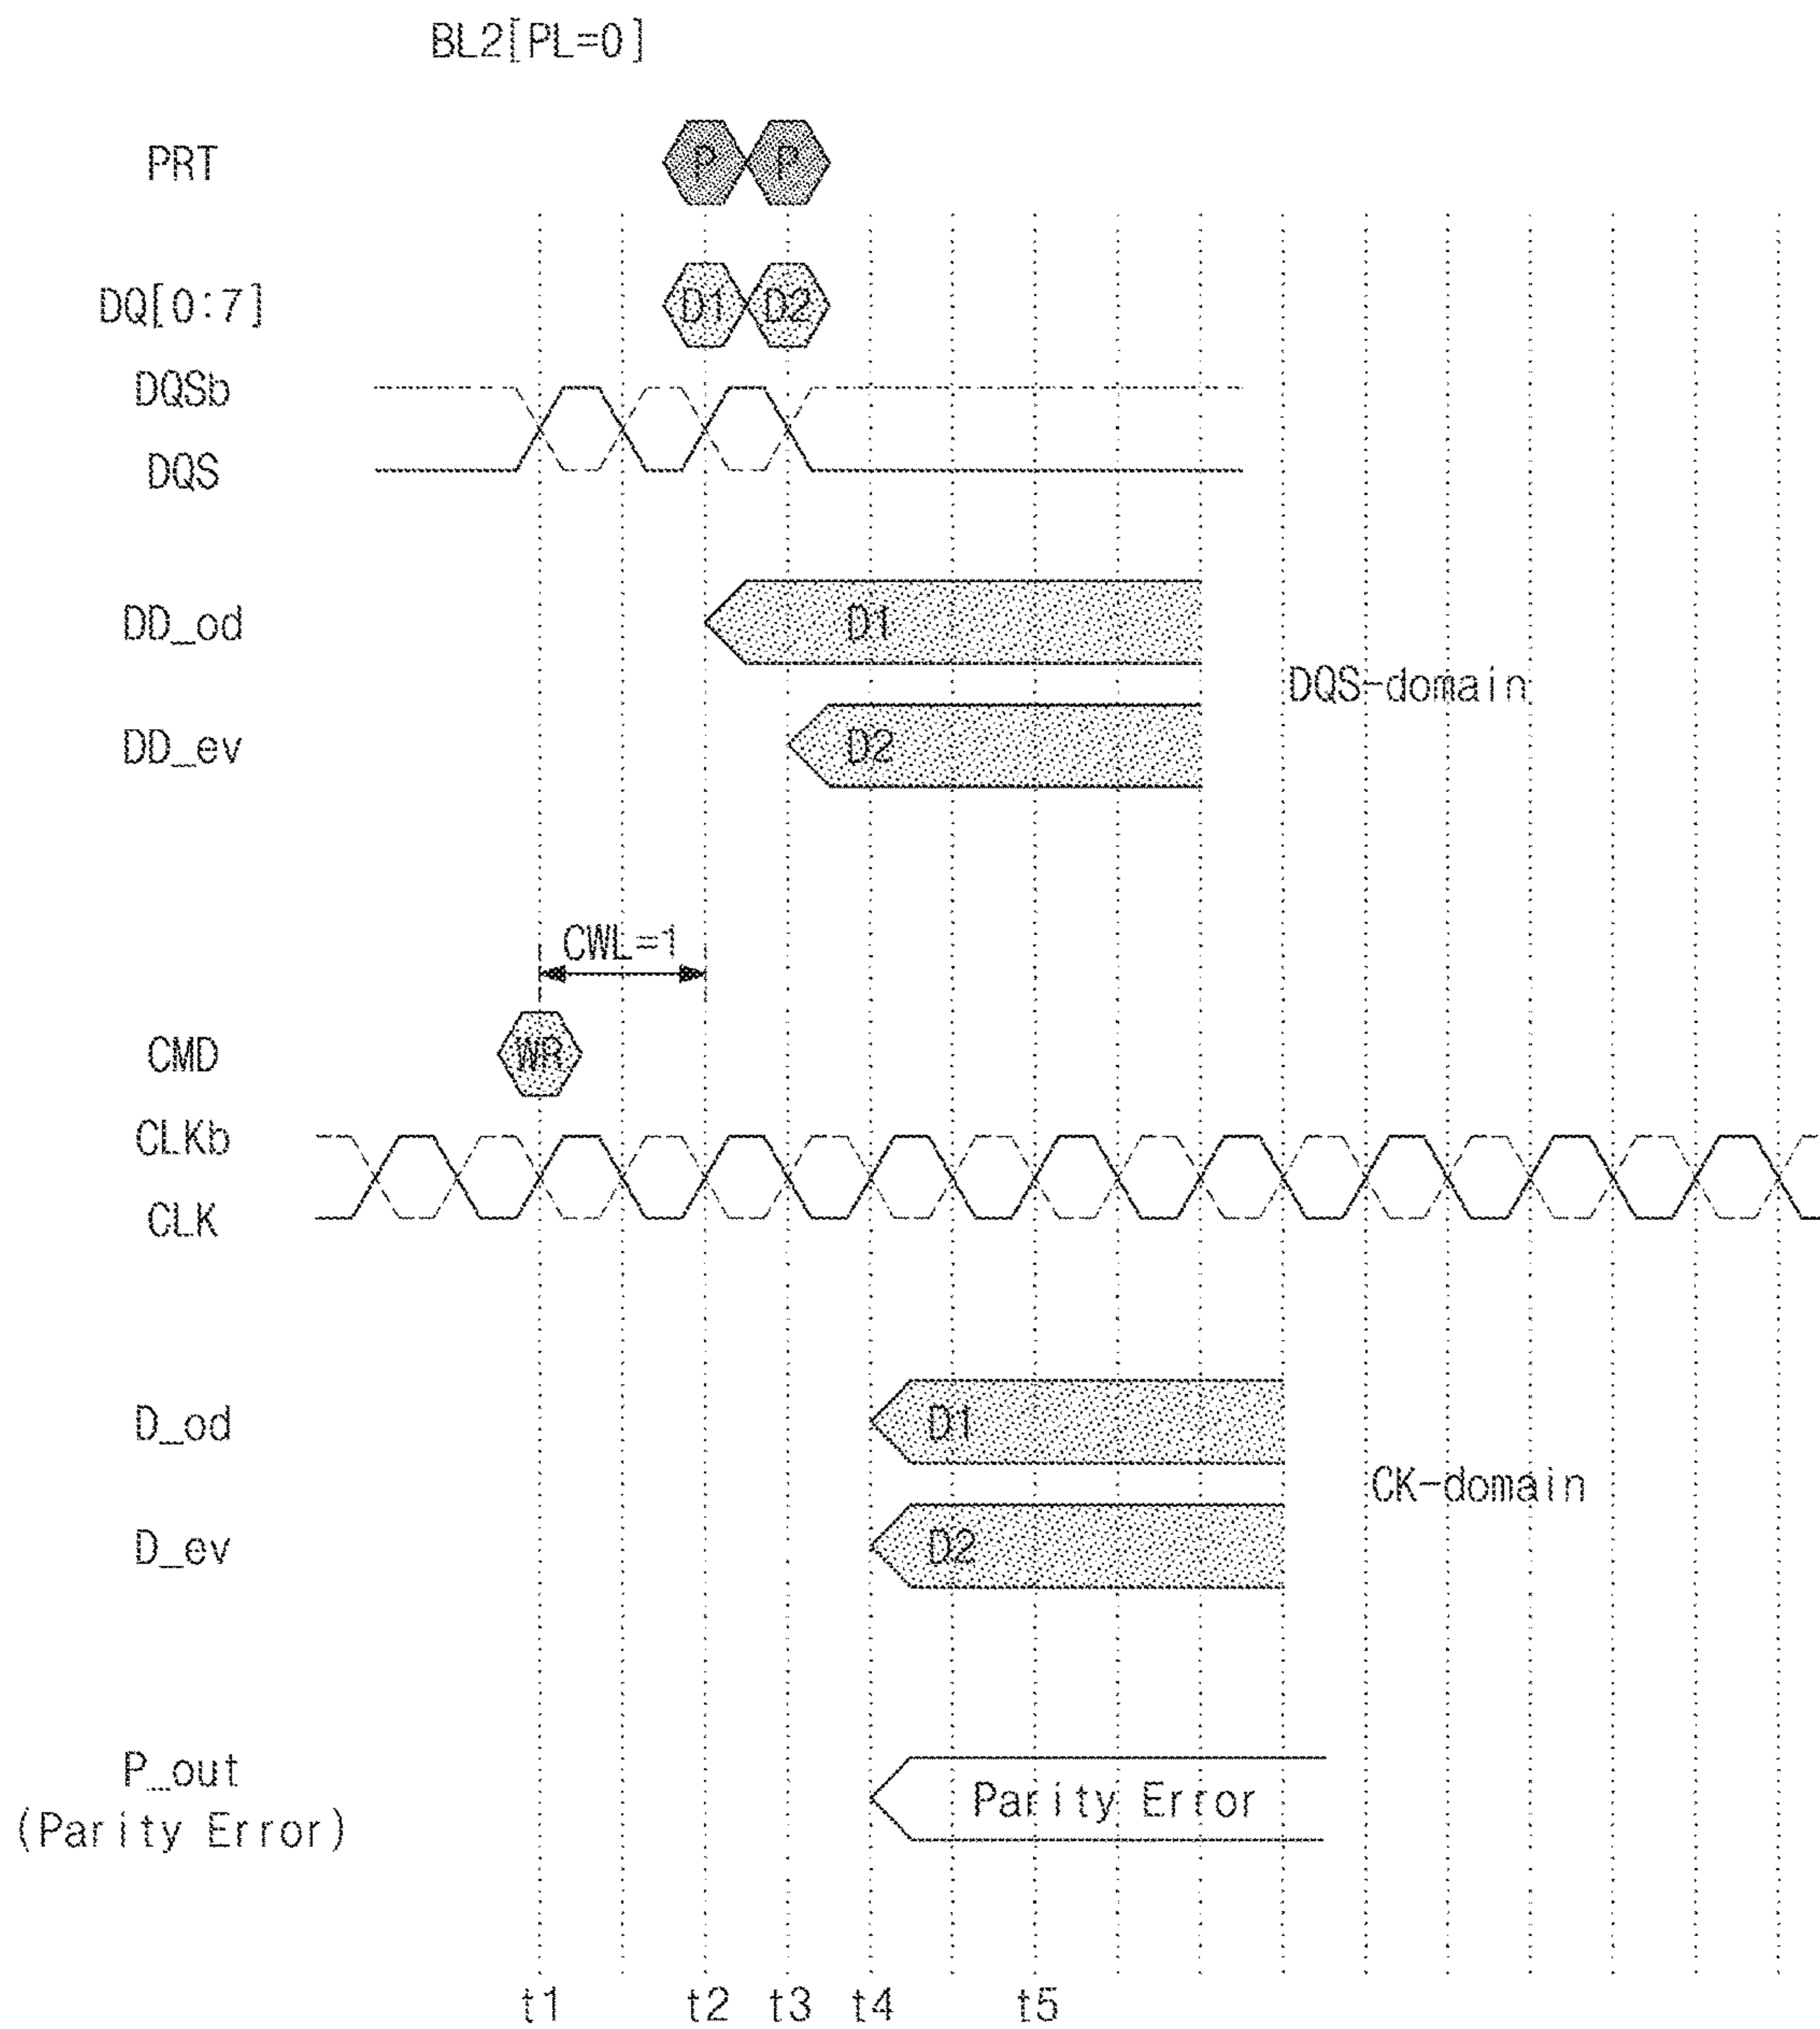 BL2[PL=0]
PRT
P P
DQ[0:7]
D1 D2
DQSb
DQS
DD_od
D1
DQS-domain
DD_ev
D2
CWL=1
CMD
WR
CLKb
CLK
D_od
D1
CK-domain
D_ev
D2
P_out
(Parity Error)
Parity Error
t1 t2 t3 t4 t5